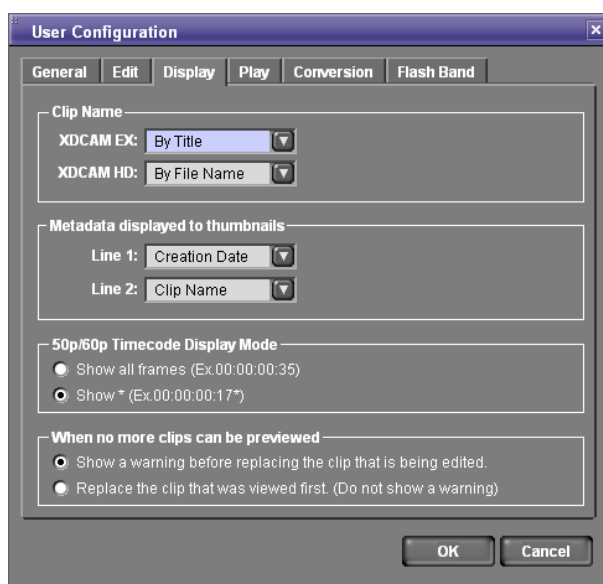 User Configuration
General Edit Display Play Conversion Flash Band
Clip Name
XDCAM EX: By Title
XDCAM HD: By File Name
Metadata displayed to thumbnails
Line 1: Creation Date
Line 2: Clip Name
50p/60p Timecode Display Mode
Show all frames (Ex.00:00:00:35)
Show * (Ex.00:00:00:17*)
When no more clips can be previewed
Show a warning before replacing the clip that is being edited.
Replace the clip that was viewed first. (Do not show a warning)
OK Cancel